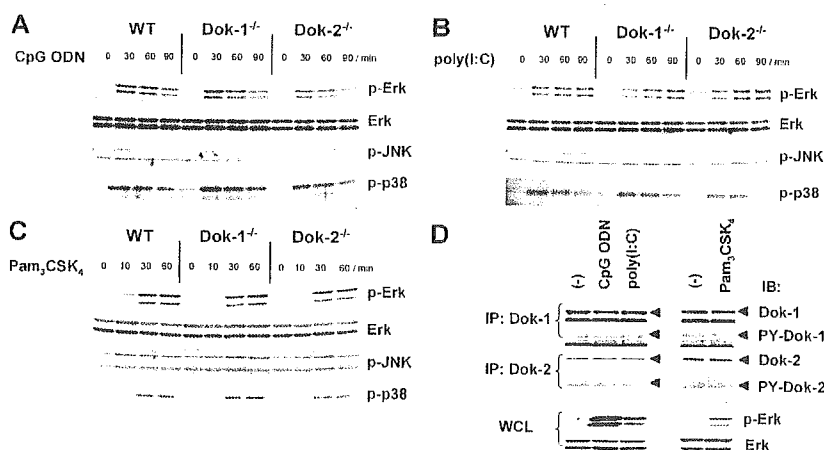 A
WT Dok-1-/- Dok-2-/-
CpG ODN 0 30 60 90 0 30 60 90 0 30 60 90 / min
p-Erk
Erk
p-JNK
p-p38
B
WT Dok-1-/- Dok-2-/-
poly(I:C) 0 30 60 90 0 30 60 90 0 30 60 90 / min
p-Erk
Erk
p-JNK
p-p38
C
WT Dok-1-/- Dok-2-/-
Pam3CSK4 0 10 30 60 0 10 30 60 0 10 30 60 / min
p-Erk
Erk
p-JNK
p-p38
D
(-) CpG ODN poly(I:C) (-) Pam3CSK4 IB:
IP: Dok-1 Dok-1
PY-Dok-1
IP: Dok-2 Dok-2
PY-Dok-2
WCL p-Erk
Erk